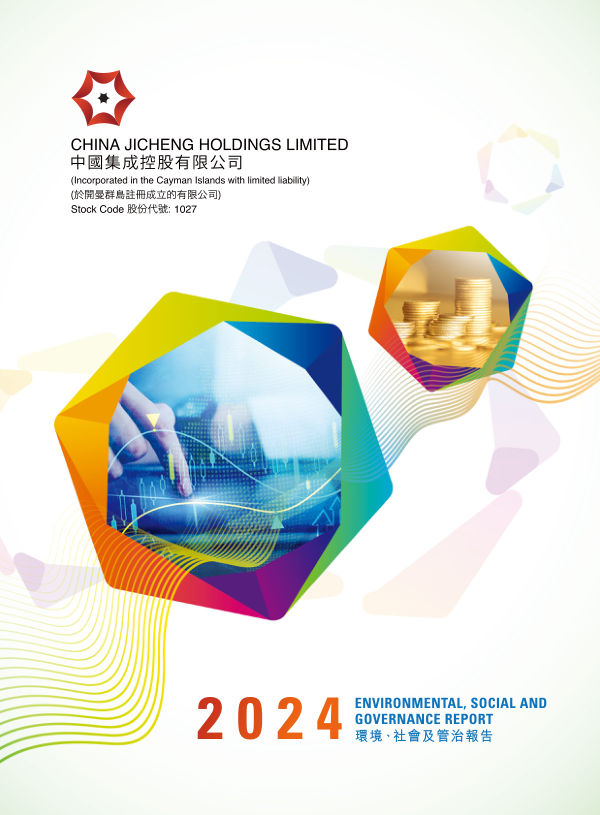 CHINA JICHENG HOLDINGS LIMITED
中國集成控股有限公司
(Incorporated in the Cayman Islands with limited liability)
(於開曼群島註冊成立的有限公司)
Stock Code 股份代號: 1027
2024
ENVIRONMENTAL, SOCIAL AND
GOVERNANCE REPORT
環境、社會及管治報告